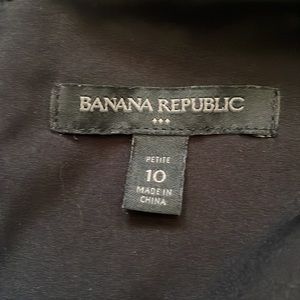 BANANA REPUBLIC
PETITE
10
MADE IN
CHINA